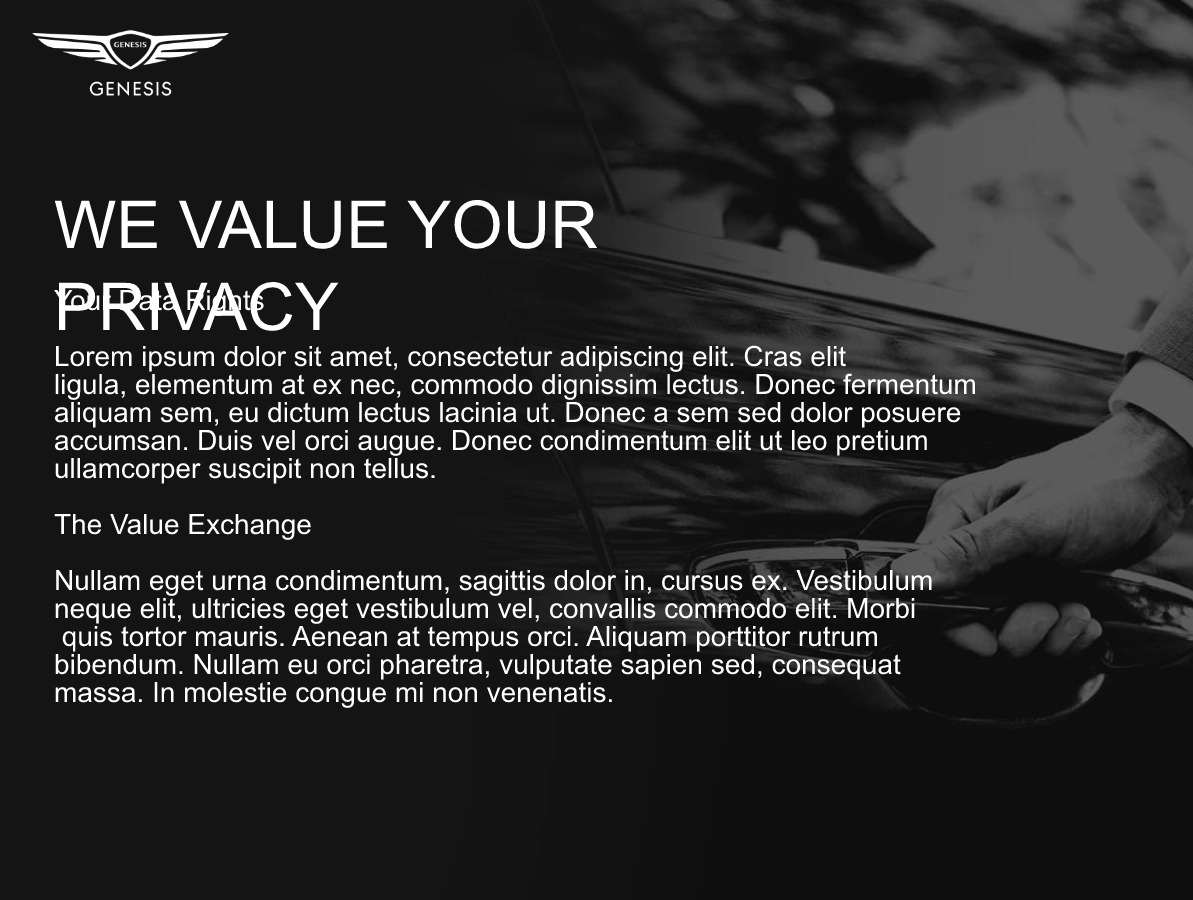 GENESIS
GENESIS
WE VALUE YOUR
PRIVACY
Your Data Rights
Lorem ipsum dolor sit amet, consectetur adipiscing elit. Cras elit
ligula, elementum at ex nec, commodo dignissim lectus. Donec fermentum
aliquam sem, eu dictum lectus lacinia ut. Donec a sem sed dolor posuere
accumsan. Duis vel orci augue. Donec condimentum elit ut leo pretium
ullamcorper suscipit non tellus.
The Value Exchange
Nullam eget urna condimentum, sagittis dolor in, cursus ex. Vestibulum
neque elit, ultricies eget vestibulum vel, convallis commodo elit. Morbi
quis tortor mauris. Aenean at tempus orci. Aliquam porttitor rutrum
bibendum. Nullam eu orci pharetra, vulputate sapien sed, consequat
massa. In molestie congue mi non venenatis.